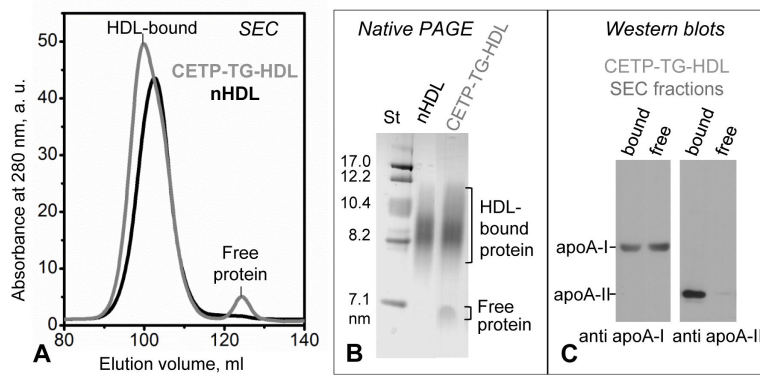 HDL-bound
SEC
CETP-TG-HDL
nHDL
Absorbance at 280 nm, a. u.
50
40
30
20
10
0
Free
protein
80
100
120
140
Elution volume, ml
A
Native PAGE
St
nHDL
CETP-TG-HDL
17.0
12.2
10.4
8.2
7.1
nm
HDL-
bound
protein
Free
protein
B
Western blots
CETP-TG-HDL
SEC fractions
bound
free
bound
free
apoA-I
apoA-II
anti apoA-I
anti apoA-II
C